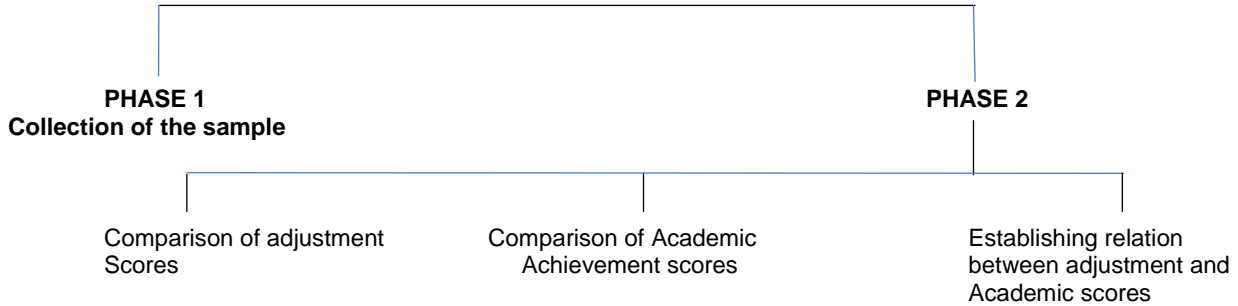 PHASE 1
Collection of the sample
PHASE 2
Comparison of adjustment
Scores
Comparison of Academic
Achievement scores
Establishing relation
between adjustment and
Academic scores